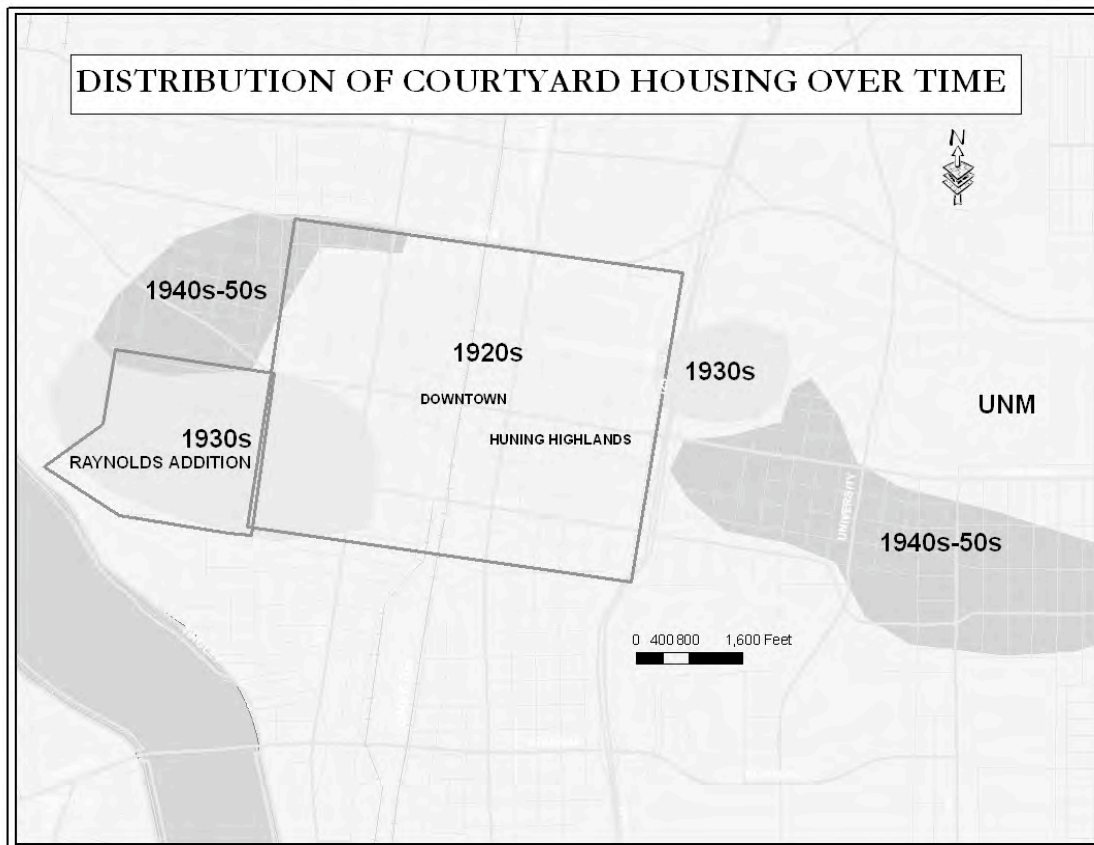 DISTRIBUTION OF COURTYARD HOUSING OVER TIME
N
1940s-50s
1920s
DOWNTOWN
1930s
UNM
HUNING HIGHLANDS
1930s
RAYNOLDS ADDITION
UNIVERSITY
1940s-50s
0 400 800 1,600 Feet